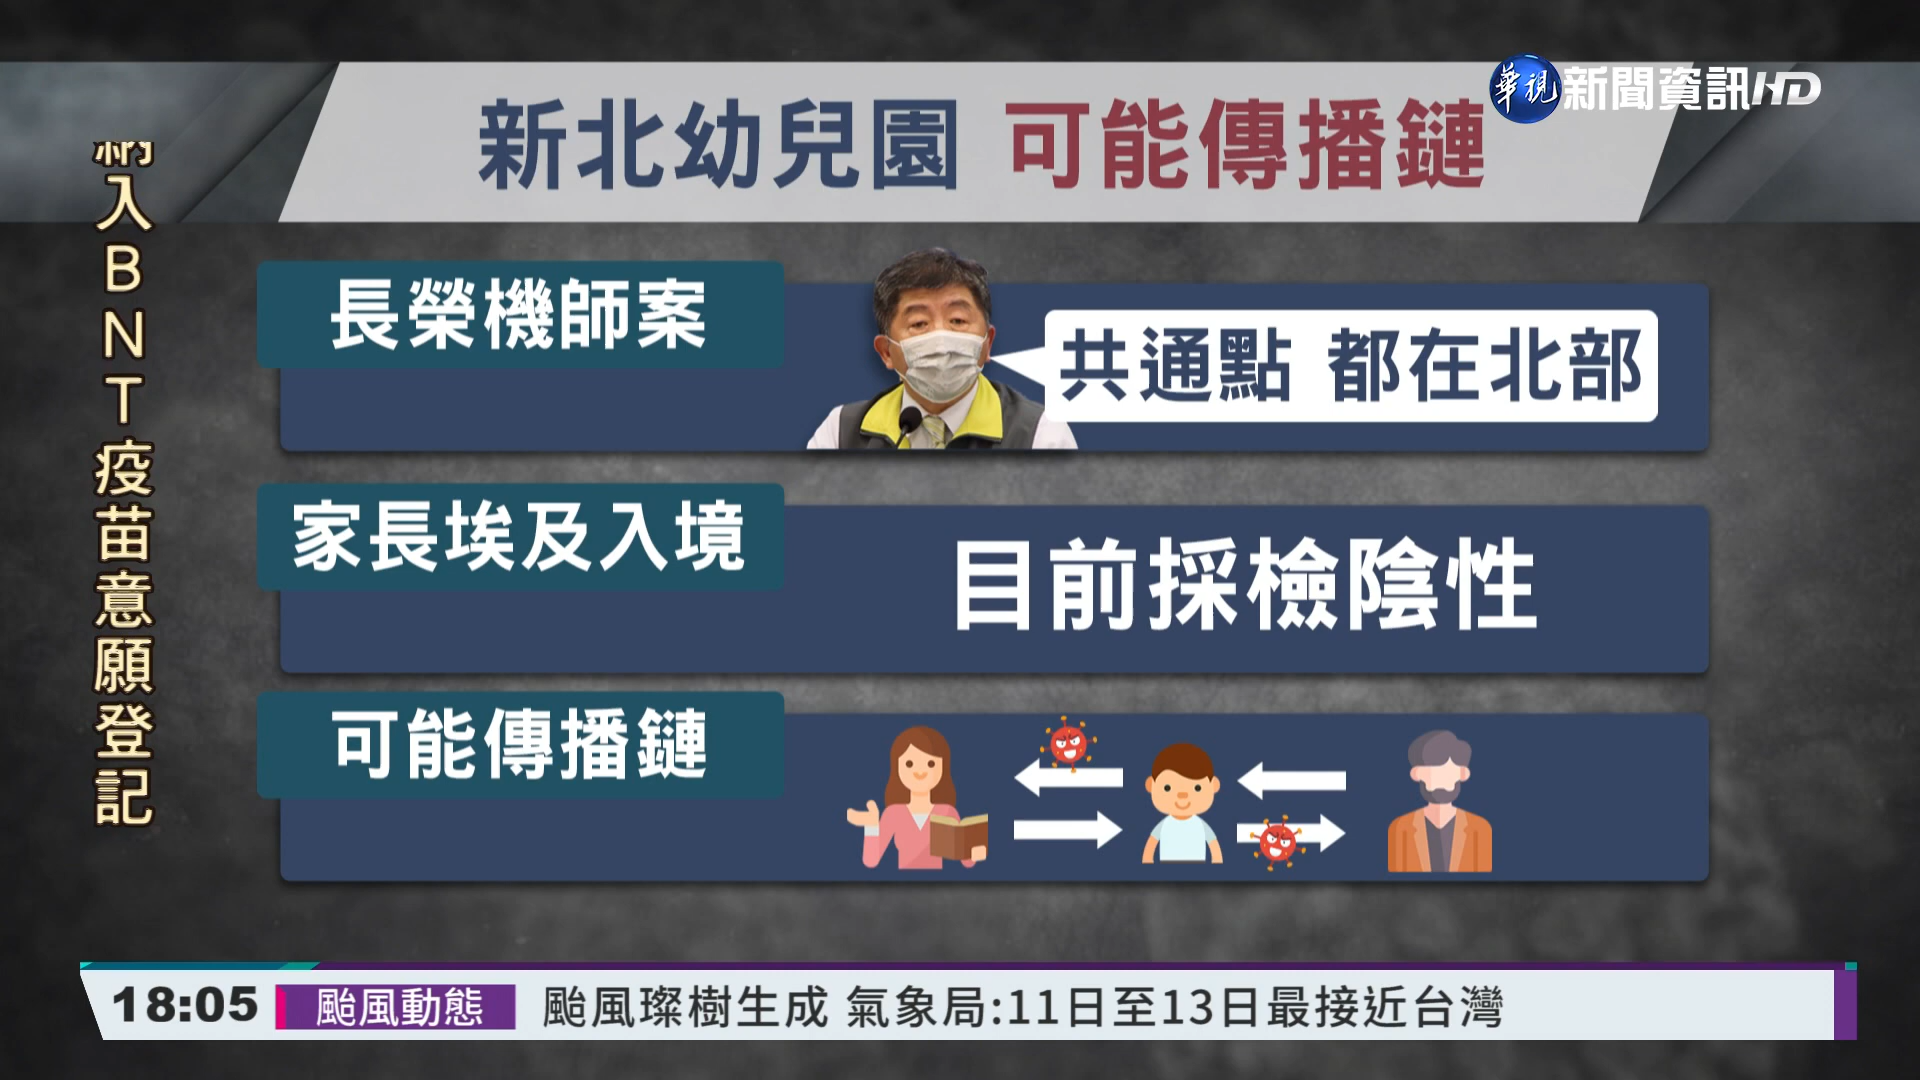 華視新聞資訊HD
新北幼兒園 可能傳播鏈
納入BNT疫苗意願登記
長榮機師案
共通點 都在北部
家長埃及入境
目前採檢陰性
可能傳播鏈
18:05 颱風動態 颱風璨樹生成 氣象局:11日至13日最接近台灣